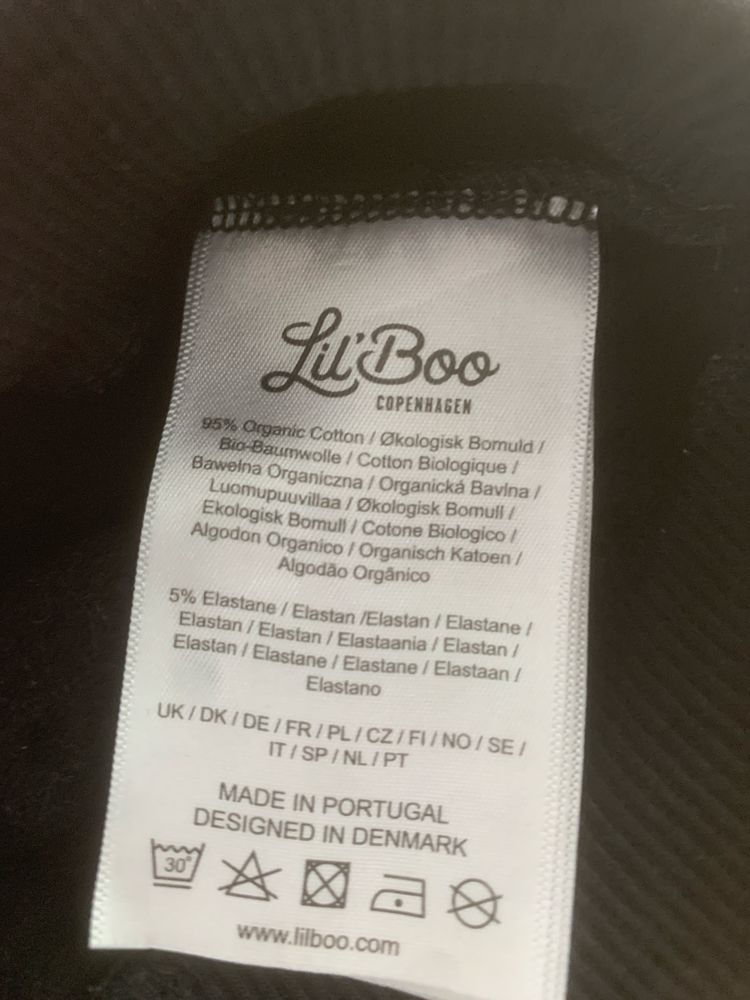 Lil'Boo
COPENHAGEN
95% Organic Cotton / Økologisk Bomuld /
Bio-Baumwolle / Cotton Biologique /
Bawełna Organiczna / Organická Bavlna /
Luomupuuvillaa / Økologisk Bomull /
Ekologisk Bomull / Cotone Biologico /
Algodon Organico / Organisch Katoen /
Algodão Orgânico
5% Elastane / Elastan /Elastan / Elastane /
Elastan / Elastan / Elastaania / Elastan /
Elastan / Elastane / Elastane / Elastaan /
Elastano
UK / DK / DE / FR / PL / CZ / FI / NO / SE /
IT / SP / NL / PT
MADE IN PORTUGAL
DESIGNED IN DENMARK
30°
www.lilboo.com